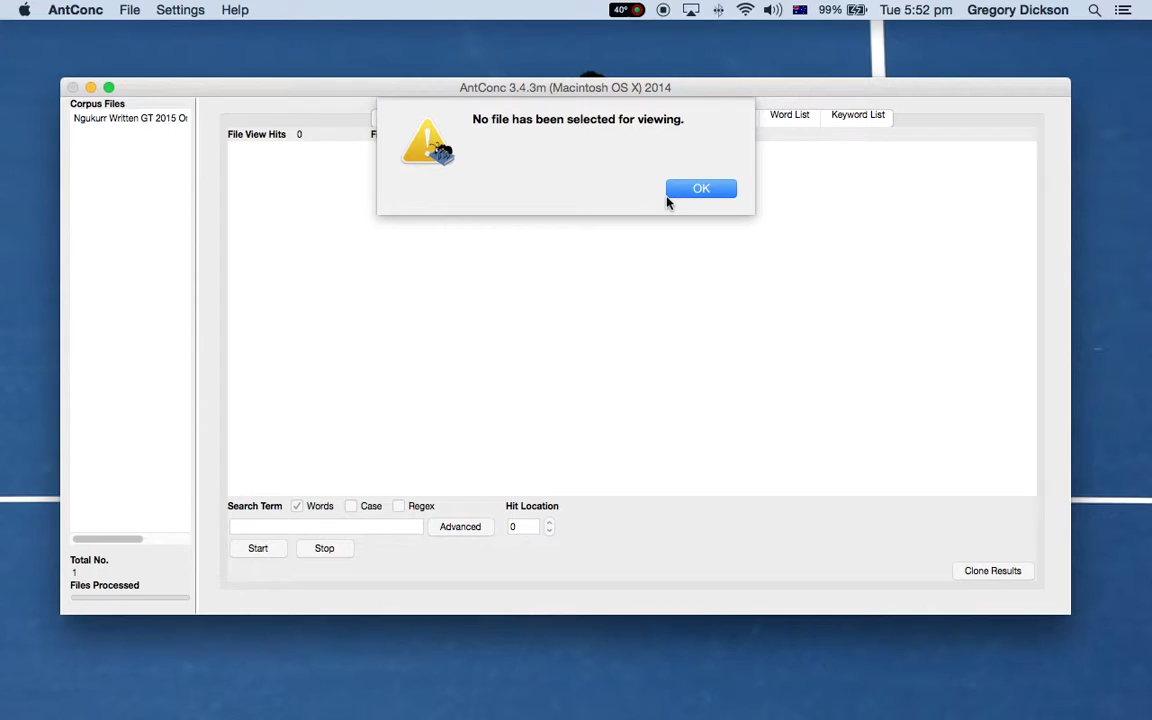 AntConc File Settings Help 40° 99% Tue 5:52 pm Gregory Dickson
AntConc 3.4.3m (Macintosh OS X) 2014
Corpus Files
Ngukurr Written GT 2015 
No file has been selected for viewing.
OK
Word List Keyword List
File View Hits 0
Search Term Words Case Regex Hit Location
Advanced 0
Start Stop
Clone Results
Total No.
1
Files Processed